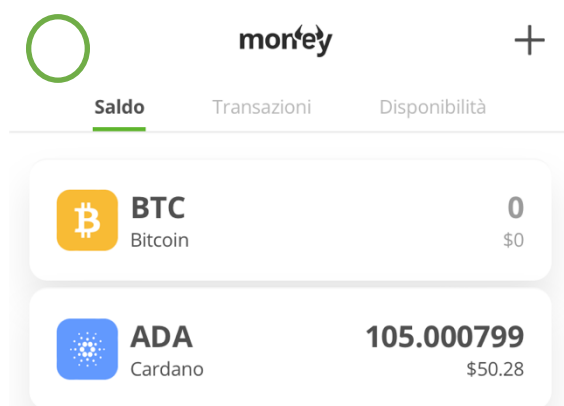 money
Saldo Transazioni Disponibilità
BTC 0
Bitcoin $0
ADA 105.000799
Cardano $50.28